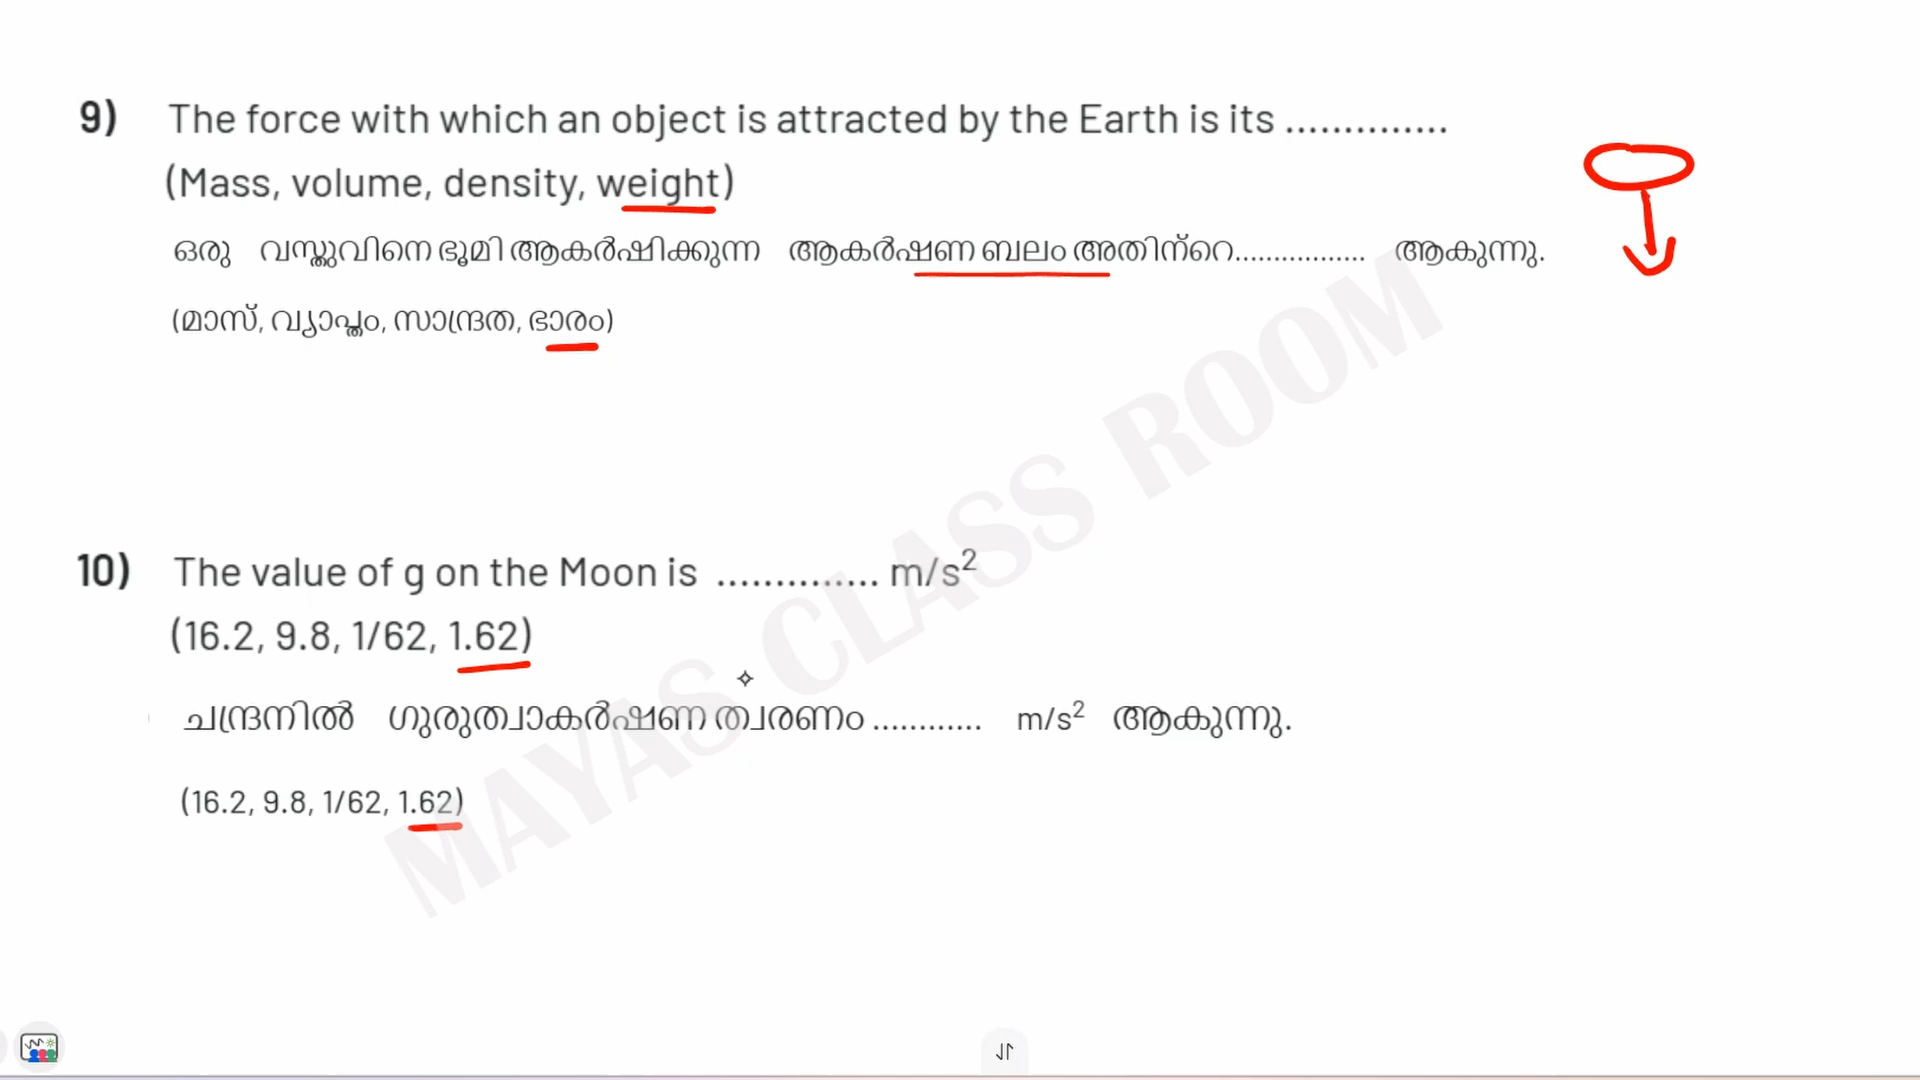 9) The force with which an object is attracted by the Earth is its ..............
(Mass, volume, density, weight)
ഒരു വസ്തുവിനെ ഭൂമി ആകർഷിക്കുന്ന ആകർഷണ ബലം അതിന്റെ................. ആകുന്നു.
(മാസ്, വ്യാപ്തം, സാന്ദ്രത, ഭാരം)
10) The value of g on the Moon is .............. m/s²
(16.2, 9.8, 1/62, 1.62)
ചന്ദ്രനിൽ ഗുരുത്വാകർഷണ ത്വരണം ............ m/s² ആകുന്നു.
(16.2, 9.8, 1/62, 1.62)
MAYAS CLASS ROOM